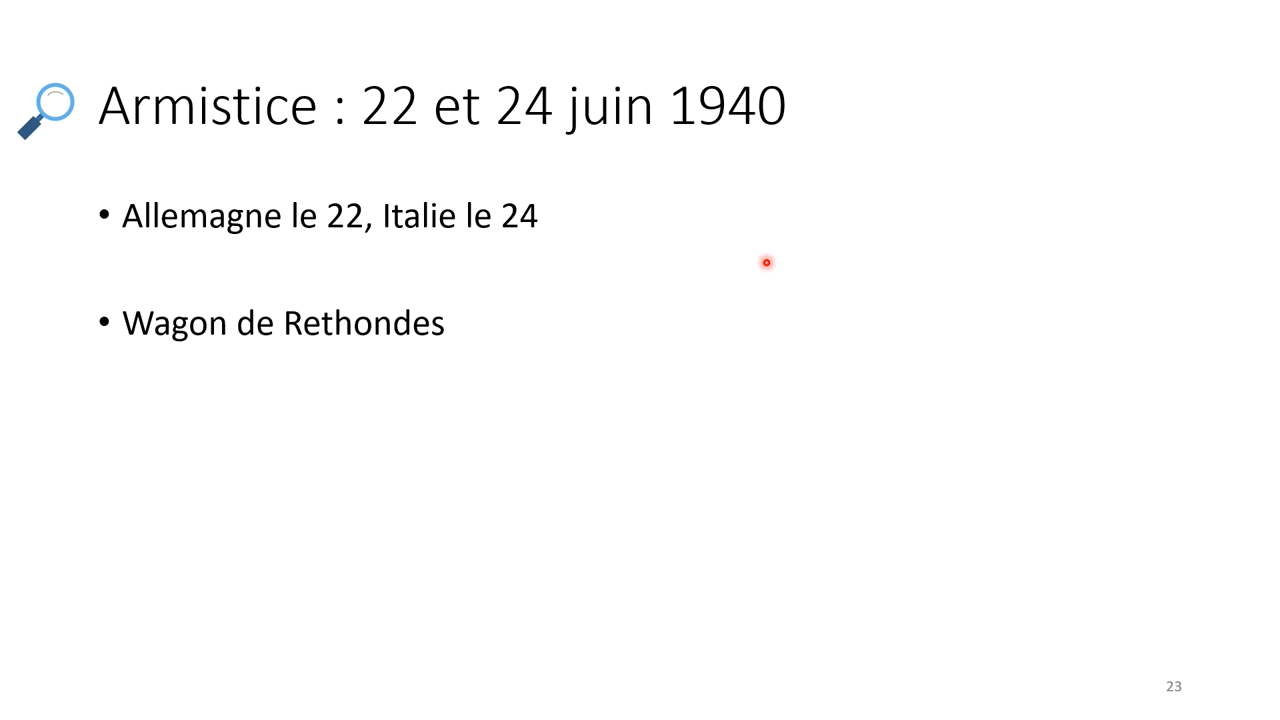 Armistice : 22 et 24 juin 1940
• Allemagne le 22, Italie le 24
• Wagon de Rethondes
23